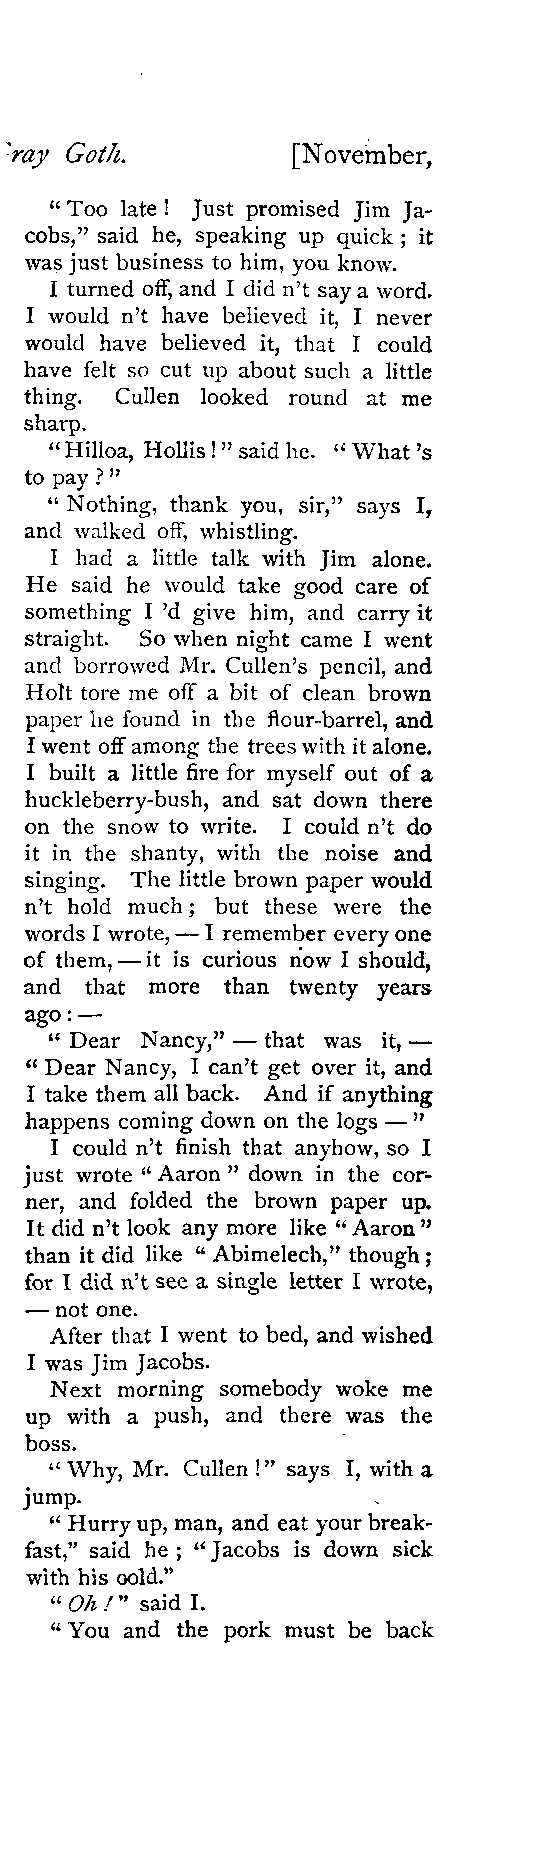 ray Goth. [November,
“Too late! Just promised Jim Ja-
cobs,” said he, speaking up quick; it
was just business to him, you know.
I turned off, and I did n't say a word.
I would n't have believed it, I never
would have believed it, that I could
have felt so cut up about such a little
thing. Cullen looked round at me
sharp.
“Hilloa, Hollis!” said he. “What 's
to pay?”
“Nothing, thank you, sir,” says I,
and walked off, whistling.
I had a little talk with Jim alone.
He said he would take good care of
something I 'd give him, and carry it
straight. So when night came I went
and borrowed Mr. Cullen's pencil, and
Holt tore me off a bit of clean brown
paper he found in the flour-barrel, and
I went off among the trees with it alone.
I built a little fire for myself out of a
huckleberry-bush, and sat down there
on the snow to write. I could n't do
it in the shanty, with the noise and
singing. The little brown paper would
n't hold much; but these were the
words I wrote, — I remember every one
of them, — it is curious now I should,
and that more than twenty years
ago: —
“Dear Nancy,” — that was it, —
“Dear Nancy, I can't get over it, and
I take them all back. And if anything
happens coming down on the logs — ”
I could n't finish that anyhow, so I
just wrote “Aaron” down in the cor-
ner, and folded the brown paper up.
It did n't look any more like “Aaron”
than it did like “Abimelech,” though;
for I did n't see a single letter I wrote,
— not one.
After that I went to bed, and wished
I was Jim Jacobs.
Next morning somebody woke me
up with a push, and there was the
boss.
“Why, Mr. Cullen!” says I, with a
jump.
“Hurry up, man, and eat your break-
fast,” said he; “Jacobs is down sick
with his oold.”
“Oh!” said I.
“You and the pork must be back